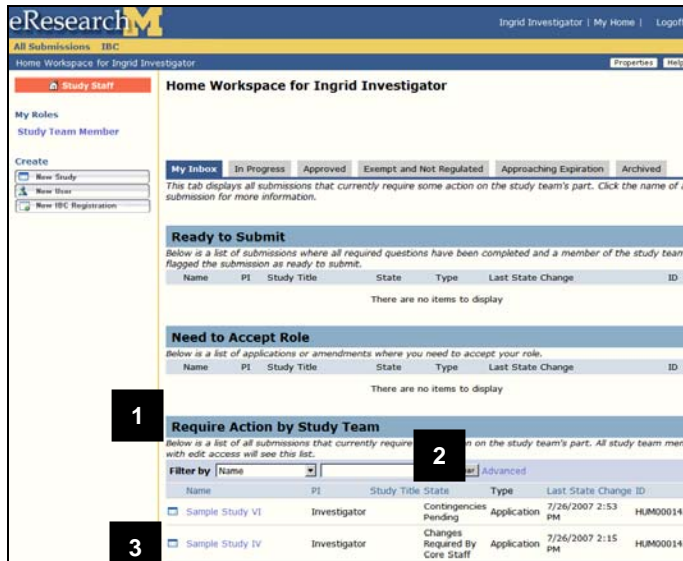 eResearch M
Ingrid Investigator | My Home | Logoff
All Submissions IBC
Home Workspace for Ingrid Investigator
Properties Help
Study Staff
Home Workspace for Ingrid Investigator
My Roles
Study Team Member
Create
New Study
New User
New IBC Registration
My Inbox In Progress Approved Exempt and Not Regulated Approaching Expiration Archived
This tab displays all submissions that currently require some action on the study team's part. Click the name of a
submission for more information.
Ready to Submit
Below is a list of submissions where all required questions have been completed and a member of the study team
flagged the submission as ready to submit.
Name PI Study Title State Type Last State Change ID
There are no items to display
Need to Accept Role
Below is a list of applications or amendments where you need to accept your role.
Name PI Study Title State Type Last State Change ID
There are no items to display
1
Require Action by Study Team
Below is a list of all submissions that currently require on the study team's part. All study team
with edit access will see this list.
2
Filter by Name Advanced
Name PI Study Title State Type Last State Change ID
Sample Study VI Investigator Contingencies Pending Application 7/26/2007 2:53 PM HUM00014
3
Sample Study IV Investigator Changes Required By Core Staff Application 7/26/2007 2:15 PM HUM00014